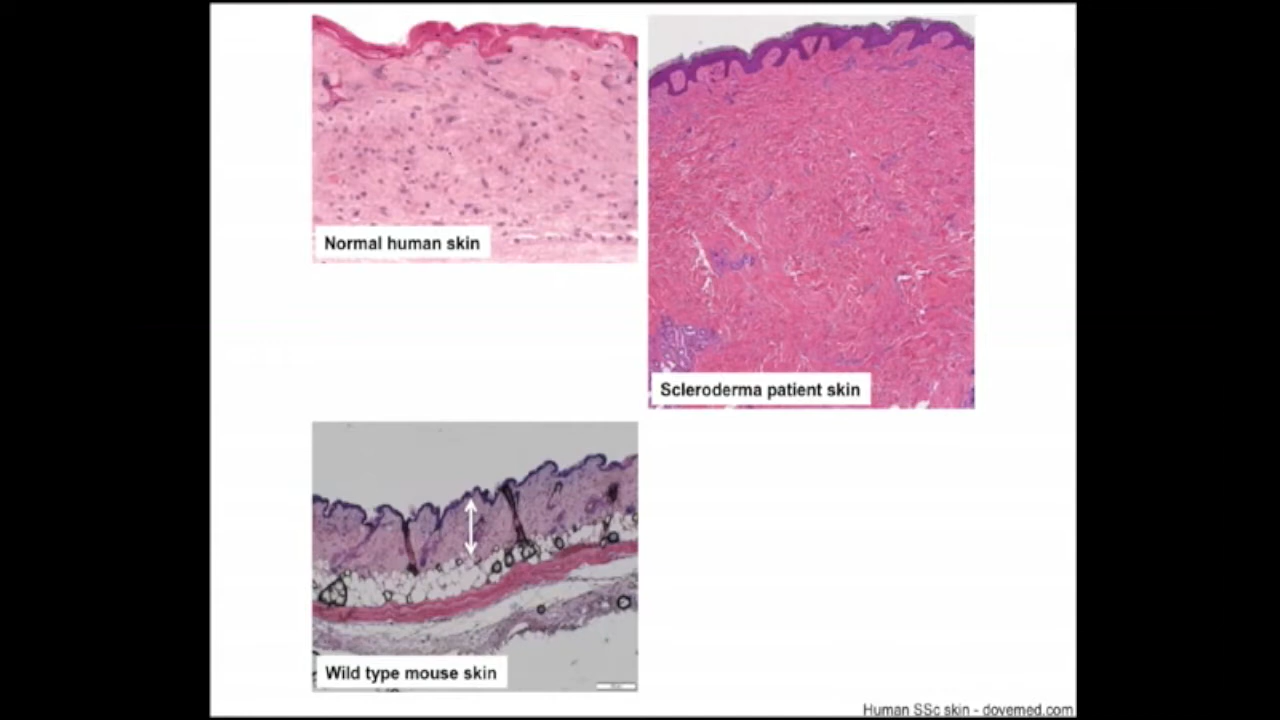 Normal human skin
Scleroderma patient skin
Wild type mouse skin
Human SSc skin - dovemed.com